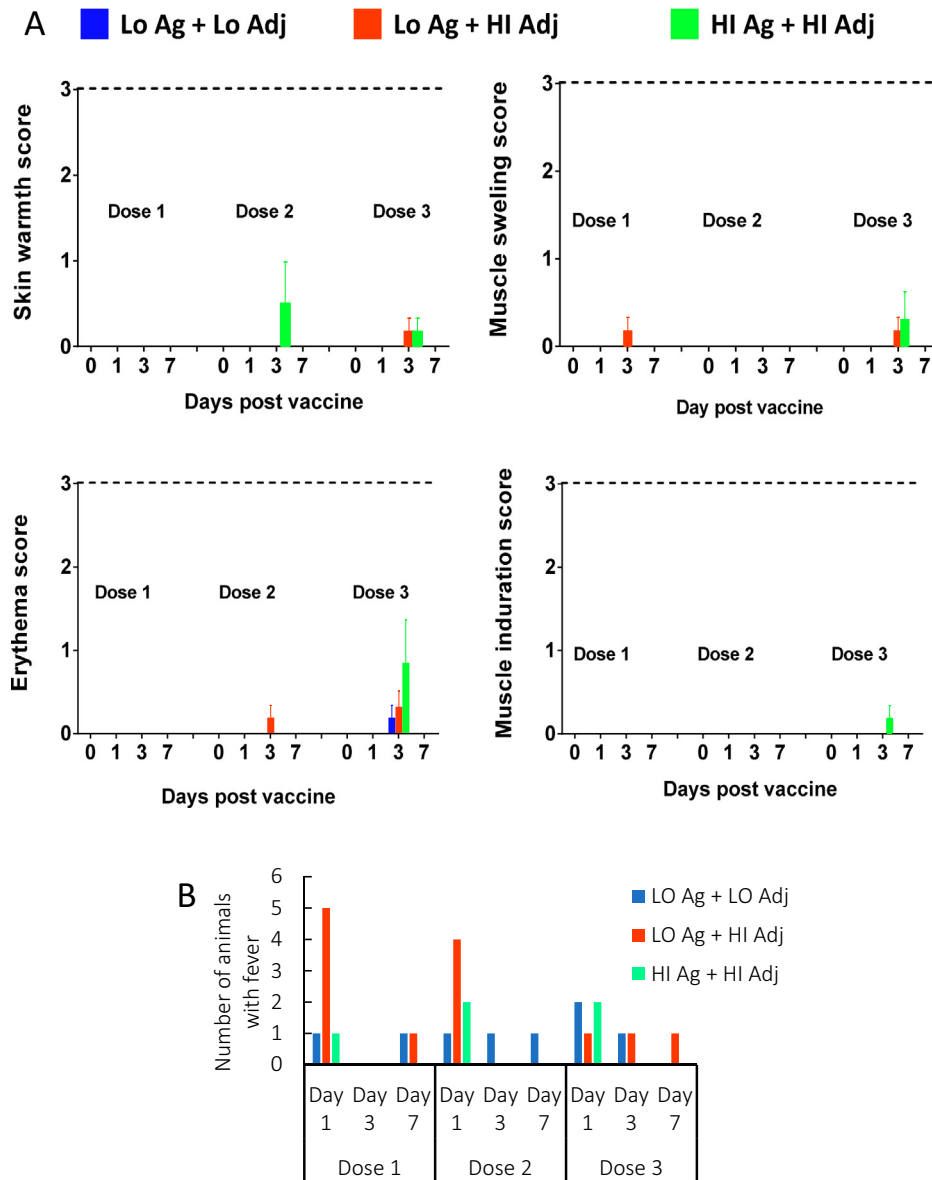 A
Lo Ag + Lo Adj Lo Ag + HI Adj HI Ag + HI Adj
Skin warmth score
3
2
1
0
Dose 1 Dose 2 Dose 3
0 1 3 7 0 1 3 7 0 1 3 7
Days post vaccine
Muscle sweling score
3
2
1
0
Dose 1 Dose 2 Dose 3
0 1 3 7 0 1 3 7 0 1 3 7
Day post vaccine
Erythema score
3
2
1
0
Dose 1 Dose 2 Dose 3
0 1 3 7 0 1 3 7 0 1 3 7
Days post vaccine
Muscle induration score
3
2
1
0
Dose 1 Dose 2 Dose 3
0 1 3 7 0 1 3 7 0 1 3 7
Days post vaccine
B
Number of animals
with fever
6
5
4
3
2
1
0
LO Ag + LO Adj
LO Ag + HI Adj
HI Ag + HI Adj
Day Day Day Day Day Day Day Day Day
1 3 7 1 3 7 1 3 7
Dose 1 Dose 2 Dose 3